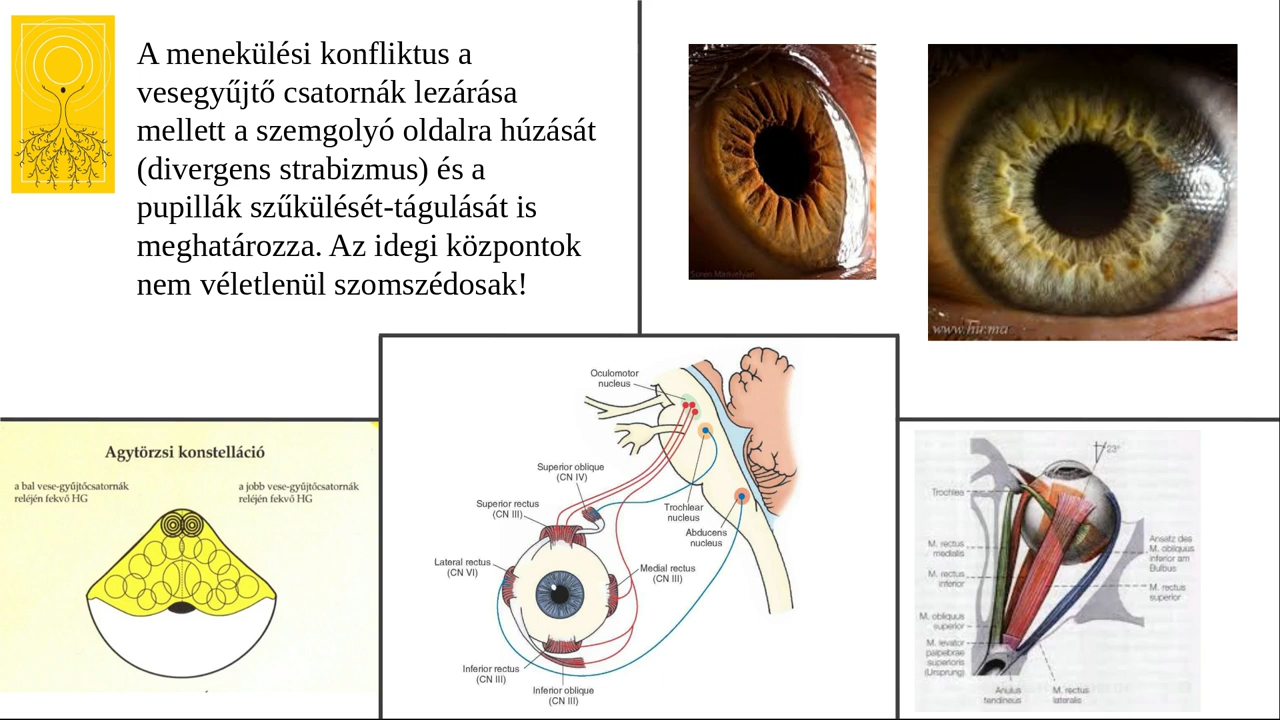 A menekülési konfliktus a
vesegyűjtő csatornák lezárása
mellett a szemgolyó oldalra húzását
(divergens strabizmus) és a
pupillák szűkülését-tágulását is
meghatározza. Az idegi központok
nem véletlenül szomszédosak!
Suren Manvelyan
www.hir.ma
Agytörzsi konstelláció
a bal vese-gyűjtőcsatornák
reléjén fekvő HG
a jobb vese-gyűjtőcsatornák
reléjén fekvő HG
Oculomotor
nucleus
Superior oblique
(CN IV)
Superior rectus
(CN III)
Trochlear
nucleus
Abducens
nucleus
Lateral rectus
(CN VI)
Medial rectus
(CN III)
Inferior rectus
(CN III)
Inferior oblique
(CN III)
Trochlea
M. rectus
medialis
M. rectus
inferior
M. obliquus
superior
M. levator
palpebrae
superioris
(Ursprung)
Anulus
tendineus
M. rectus
lateralis
Ansatz des
M. obliquus
inferior am
Bulbus
M. rectus
superior